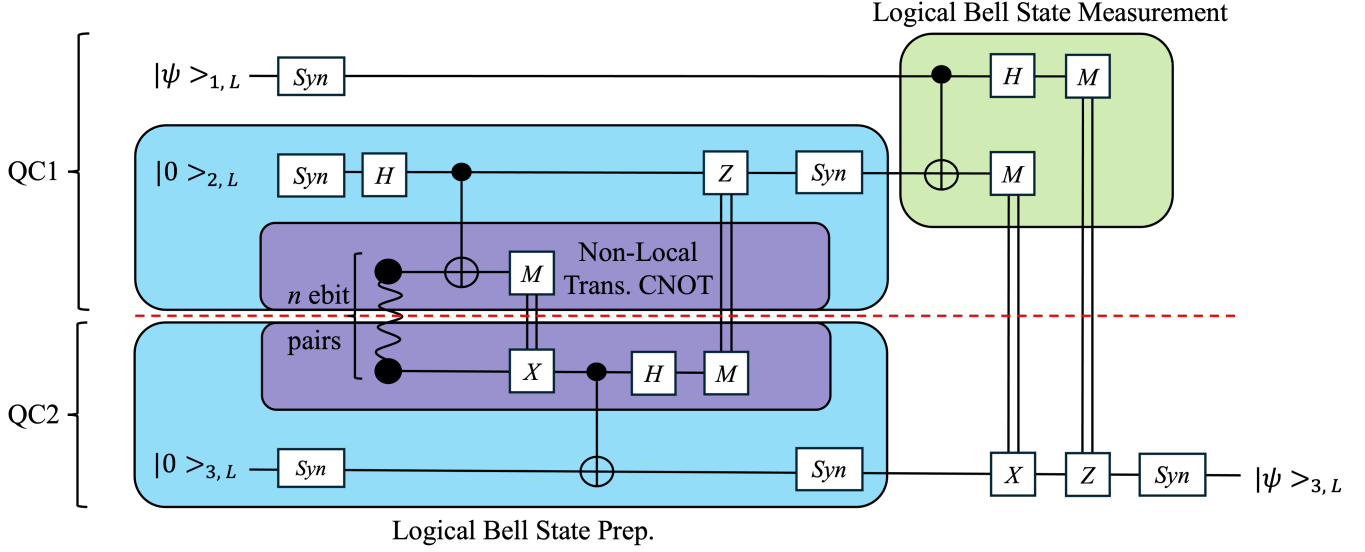 Logical Bell State Measurement
|ψ >₁, L
Syn
H
M
QC1
|0 >₂, L
Syn
H
Z
Syn
M
Non-Local
Trans. CNOT
n ebit
pairs
M
X
H
M
QC2
|0 >₃, L
Syn
Syn
X
Z
Syn
|ψ >₃, L
Logical Bell State Prep.